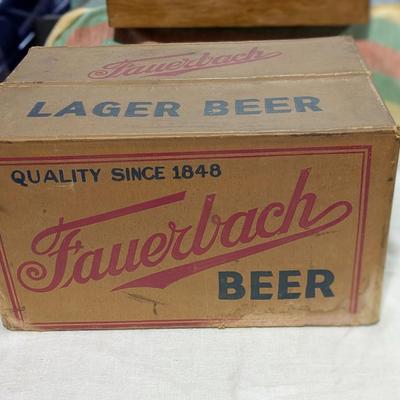 Fauerbach
LAGER BEER
QUALITY SINCE 1848
Fauerbach
BEER